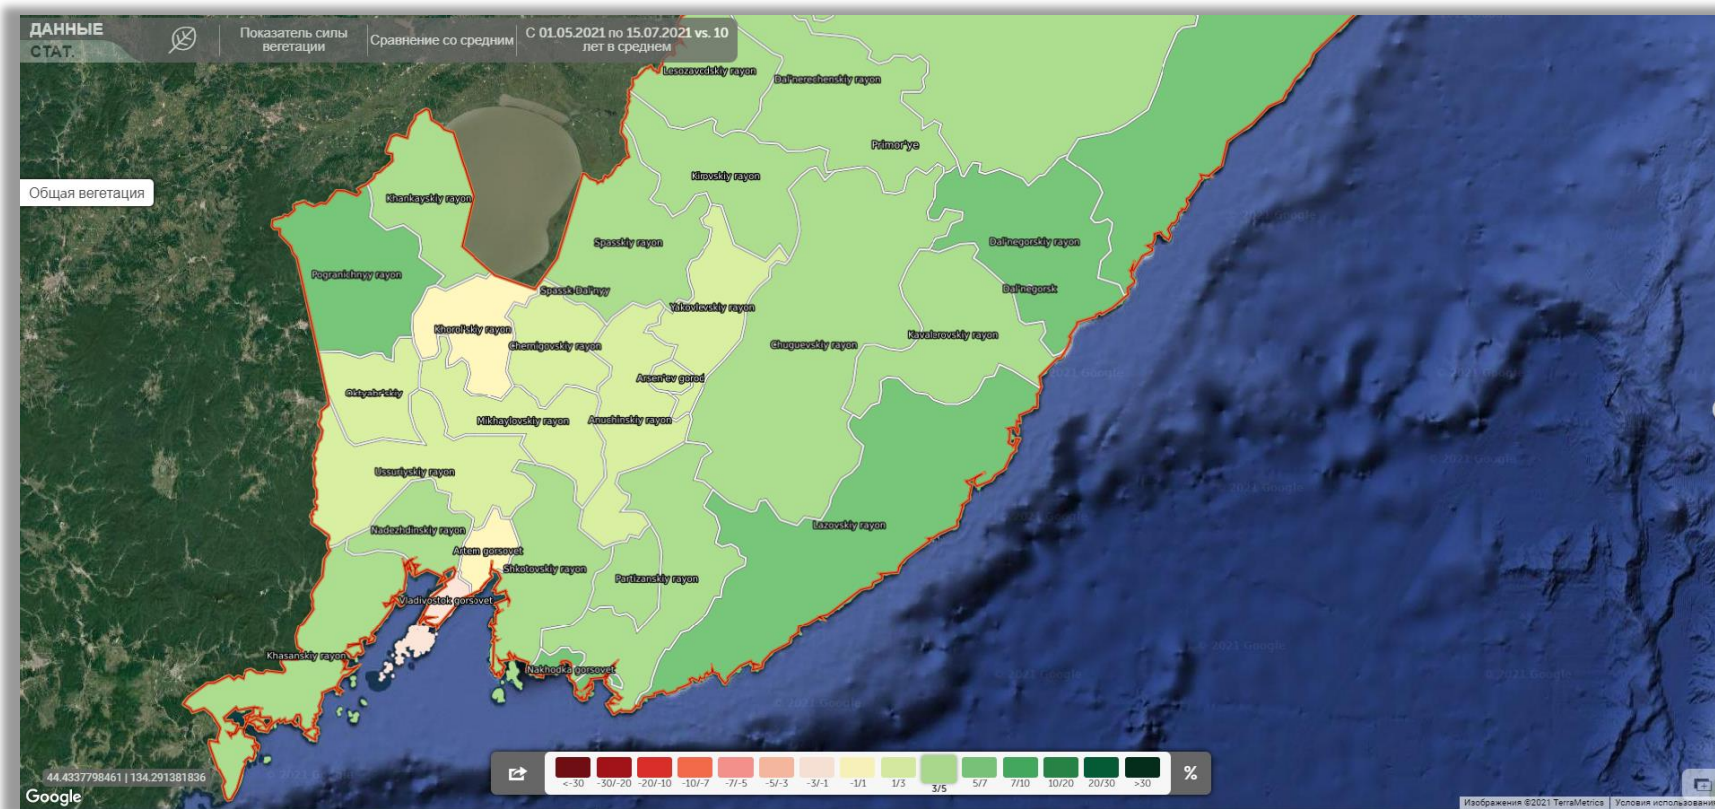 ДАННЫЕ
СТАТ.
Показатель силы
вегетации
Сравнение со средним
С 01.05.2021 по 15.07.2021 vs. 10
лет в среднем
Общая вегетация
Lesozavodskiy rayon
Dal'nerechenskiy rayon
Primor'ye
Kirovskiy rayon
Khankayskiy rayon
Spasskiy rayon
Dal'negorskiy rayon
Pogranichnyy rayon
Spassk-Dal'nyy
Dal'negorsk
Yakovlevskiy rayon
Khorol'skiy rayon
Chernigovskiy rayon
Chuguevskiy rayon
Kavalerovskiy rayon
Arsen'ev gorod
Oktyabr'skiy
Mikhaylovskiy rayon
Anuchinskiy rayon
Ussuriyskiy rayon
Nadezhdinskiy rayon
Lazovskiy rayon
Artem gorsovet
Shkotovskiy rayon
Partizanskiy rayon
Vladivostok gorsovet
Khasanskiy rayon
Nakhodka gorsovet
44.4337798461 | 134.291381836
Google
<-30 -30/-20 -20/-10 -10/-7 -7/-5 -5/-3 -3/-1 -1/1 1/3 3/5 5/7 7/10 10/20 20/30 >30 %
Изображения ©2021 TerraMetrics Условия использования